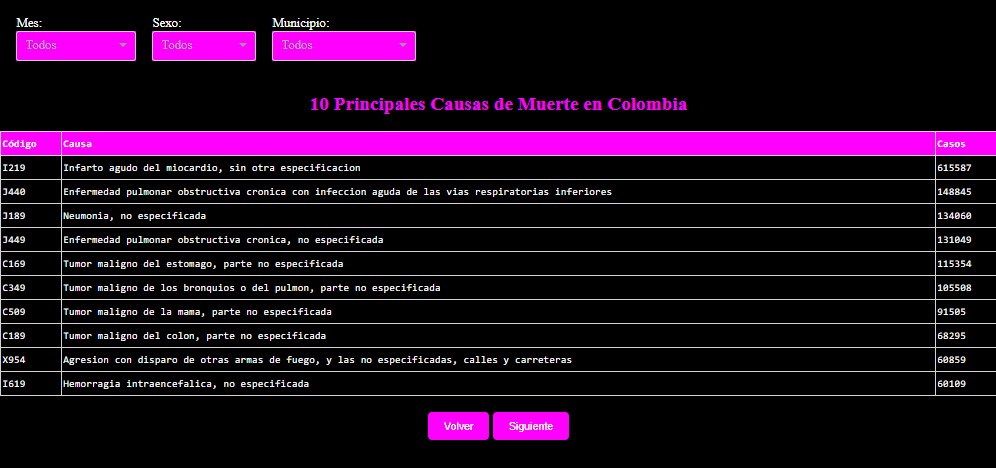 Mes: Sexo: Municipio:
Todos Todos Todos
10 Principales Causas de Muerte en Colombia
Código Causa Casos
I219 Infarto agudo del miocardio, sin otra especificacion 615587
J440 Enfermedad pulmonar obstructiva cronica con infeccion aguda de las vias respiratorias inferiores 148845
J189 Neumonia, no especificada 134060
J449 Enfermedad pulmonar obstructiva cronica, no especificada 131049
C169 Tumor maligno del estomago, parte no especificada 115354
C349 Tumor maligno de los bronquios o del pulmon, parte no especificada 105508
C509 Tumor maligno de la mama, parte no especificada 91505
C189 Tumor maligno del colon, parte no especificada 68295
X954 Agresion con disparo de otras armas de fuego, y las no especificadas, calles y carreteras 60859
I619 Hemorragia intraencefalica, no especificada 60109
Volver Siguiente